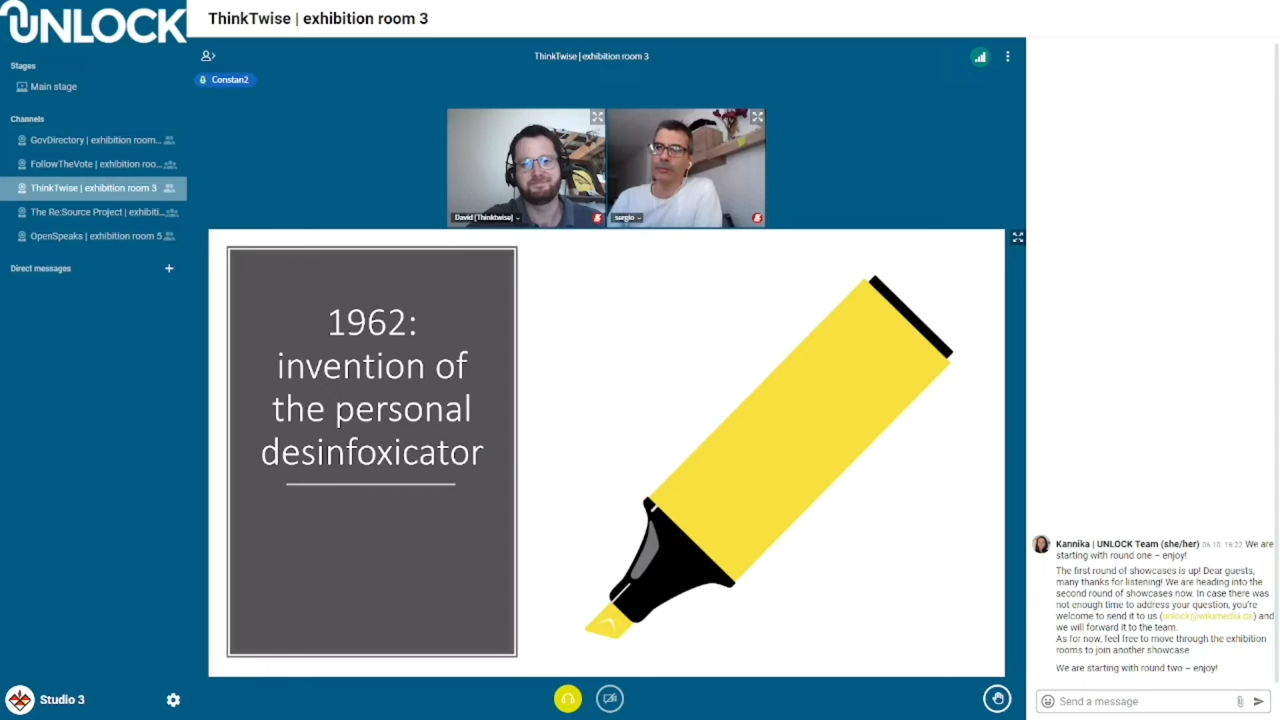 UNLOCK
ThinkTwise | exhibition room 3
Stages
Main stage
Channels
GovDirectory | exhibition room...
FollowTheVote | exhibition roo...
ThinkTwise | exhibition room 3
The Re:Source Project | exhibiti...
OpenSpeaks | exhibition room 5
Direct messages
Studio 3
ThinkTwise | exhibition room 3
Constan2
David [Thinktwise]
surgio
1962:
invention of
the personal
desinfoxicator
Kannika | UNLOCK Team (she/her) 06.10. 16:22 We are
starting with round one – enjoy!
The first round of showcases is up! Dear guests,
many thanks for listening! We are heading into the
second round of showcases now. In case there was
not enough time to address your question, you're
welcome to send it to us (unlock@wikimedia.de) and
we will forward it to the team.
As for now, feel free to move through the exhibition
rooms to join another showcase
We are starting with round two – enjoy!
Send a message